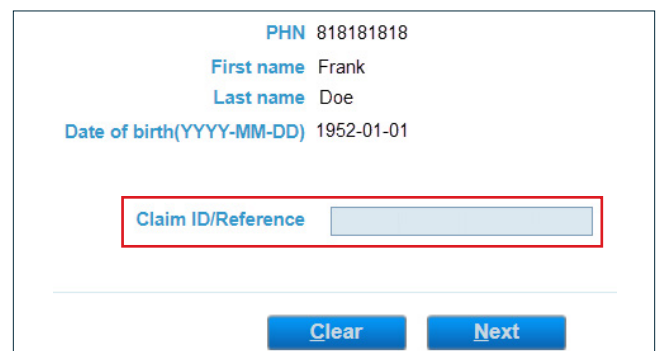 PHN 818181818
First name Frank
Last name Doe
Date of birth(YYYY-MM-DD) 1952-01-01
Claim ID/Reference
Clear Next